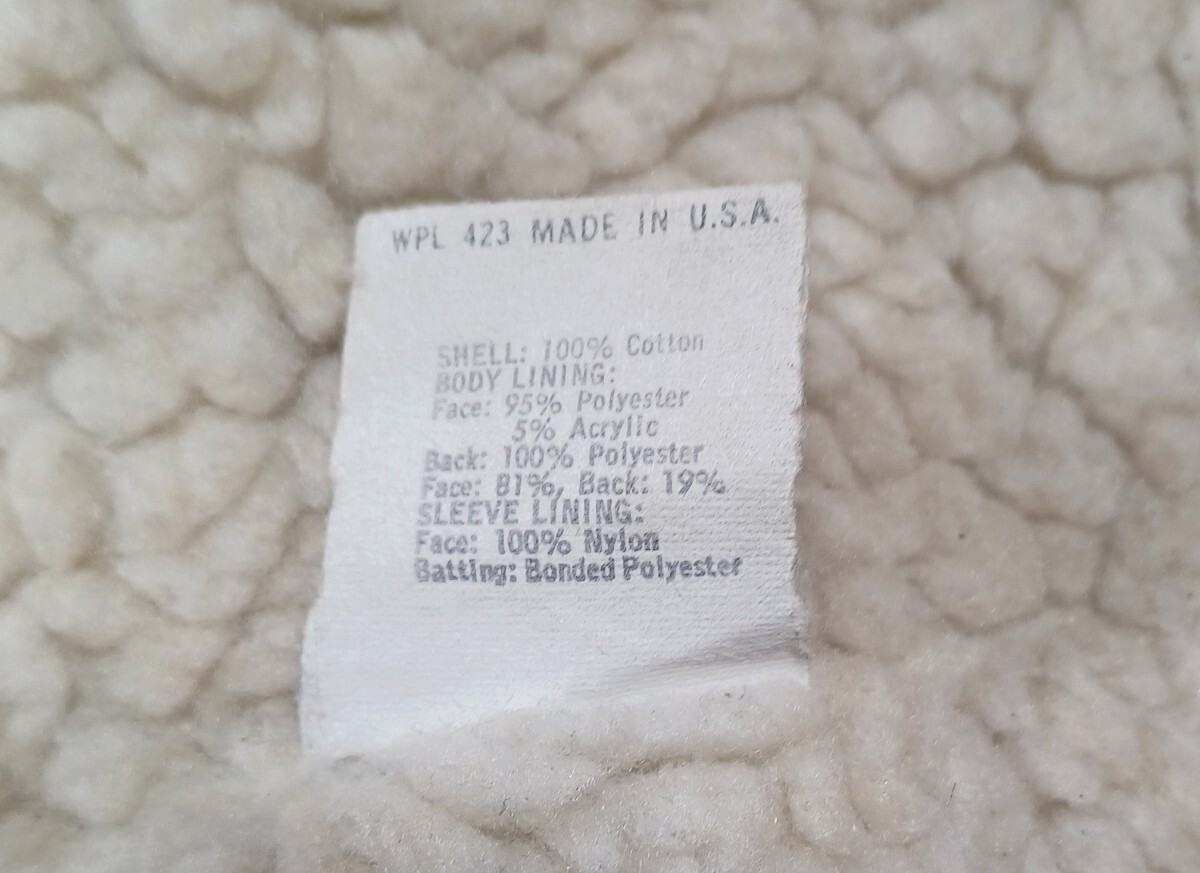 WPL 423 MADE IN U.S.A.
SHELL: 100% Cotton
BODY LINING:
Face: 95% Polyester
5% Acrylic
Back: 100% Polyester
Face: 81%, Back: 19%
SLEEVE LINING:
Face: 100% Nylon
Batting: Bonded Polyester